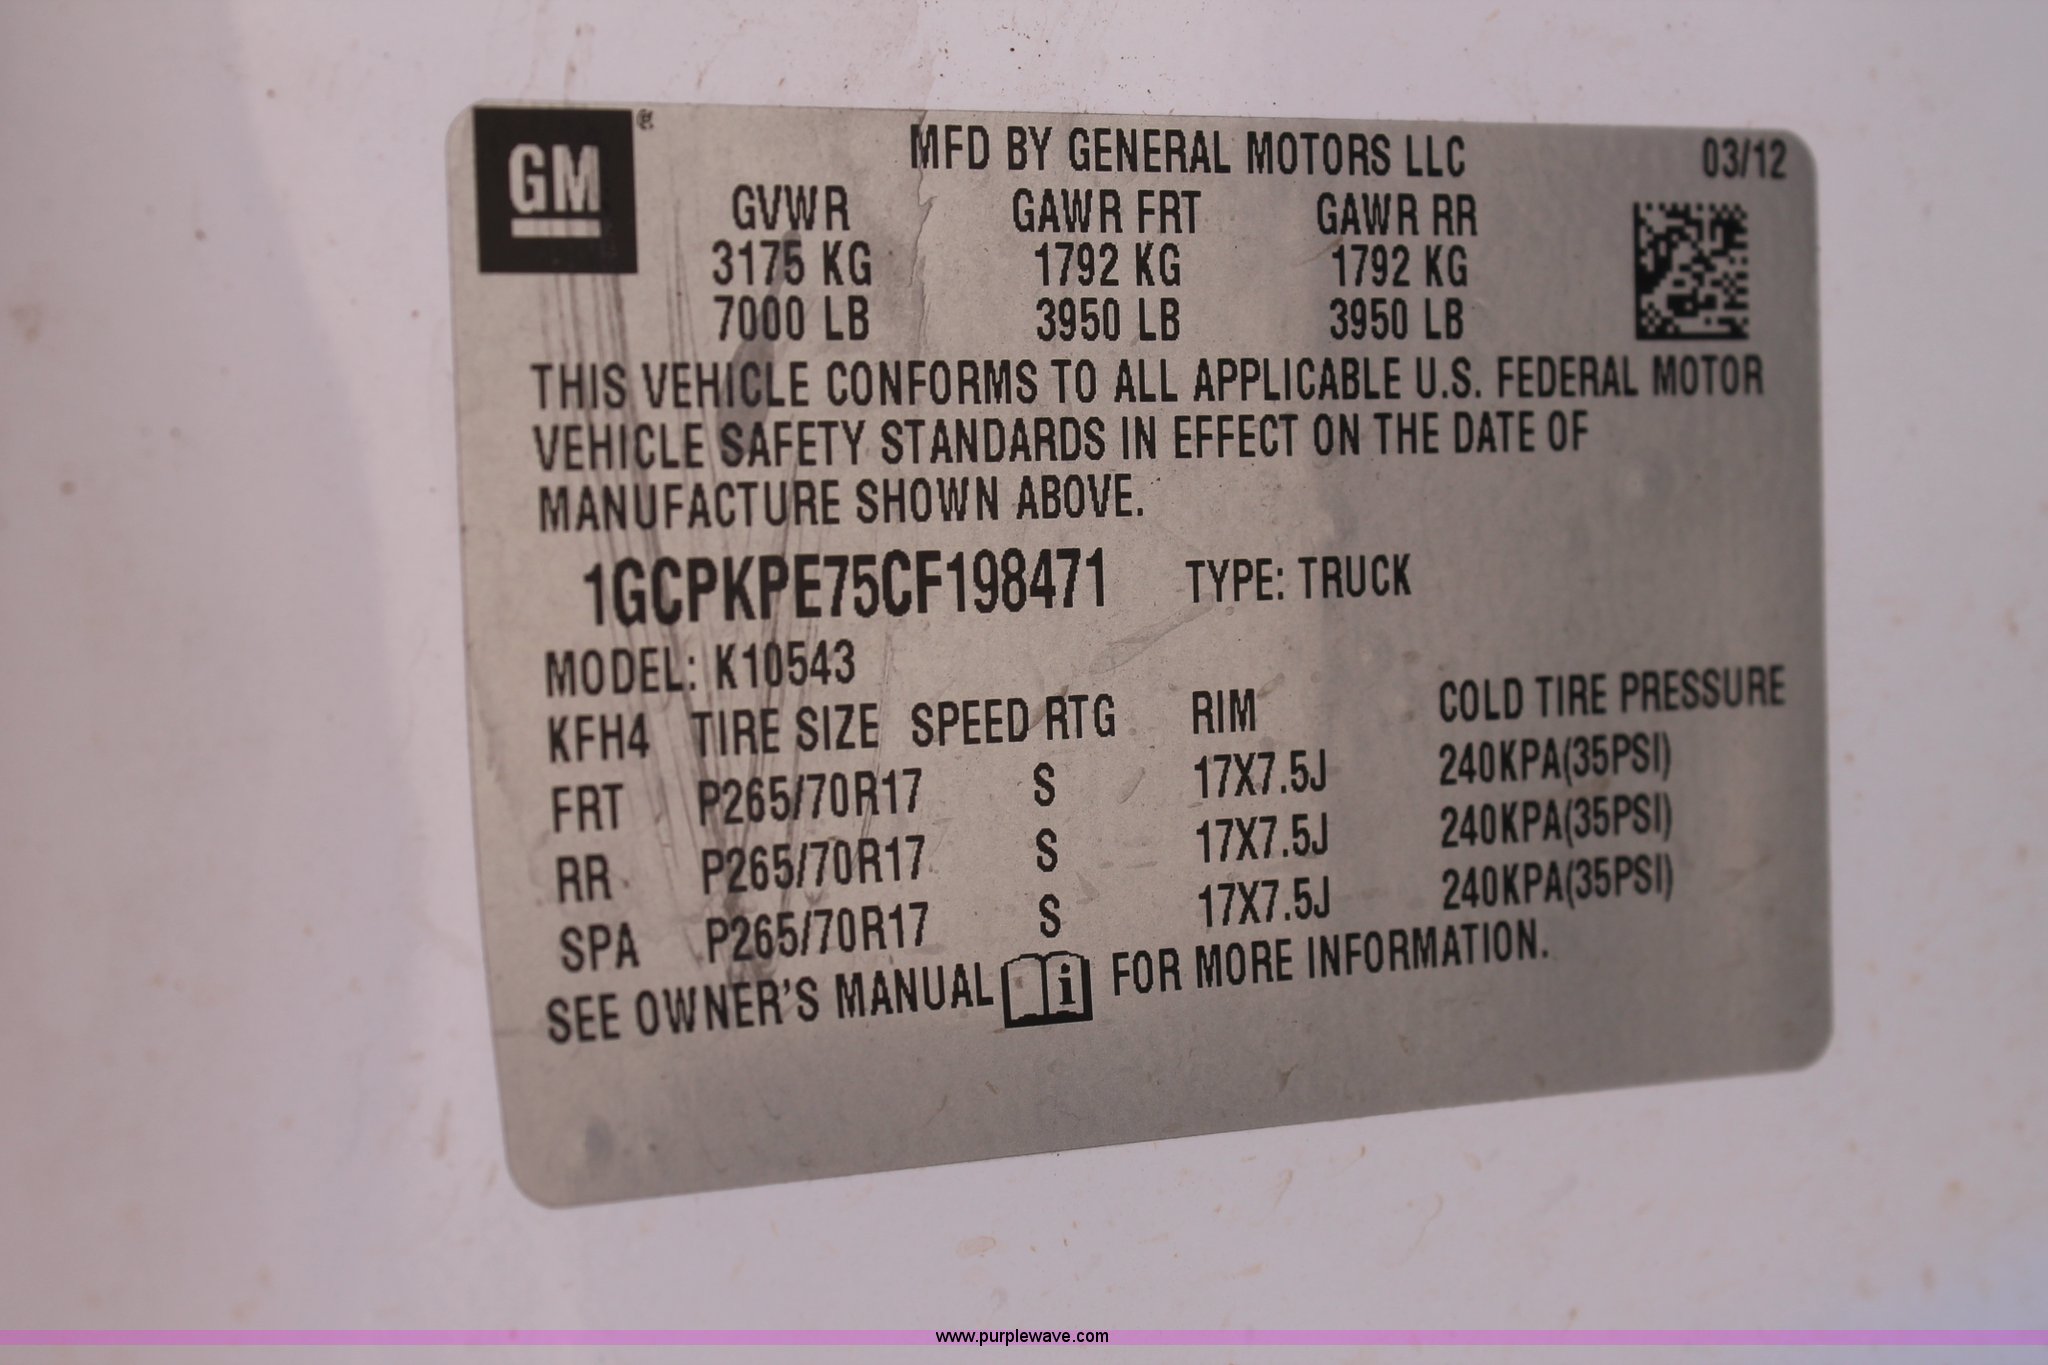 GM
MFD BY GENERAL MOTORS LLC 03/12
GVWR GAWR FRT GAWR RR
3175 KG 1792 KG 1792 KG
7000 LB 3950 LB 3950 LB
THIS VEHICLE CONFORMS TO ALL APPLICABLE U.S. FEDERAL MOTOR
VEHICLE SAFETY STANDARDS IN EFFECT ON THE DATE OF
MANUFACTURE SHOWN ABOVE.
1GCPKPE75CF198471 TYPE: TRUCK
MODEL: K10543
KFH4 TIRE SIZE SPEED RTG RIM COLD TIRE PRESSURE
FRT P265/70R17 S 17X7.5J 240KPA(35PSI)
RR P265/70R17 S 17X7.5J 240KPA(35PSI)
SPA P265/70R17 S 17X7.5J 240KPA(35PSI)
SEE OWNER'S MANUAL i FOR MORE INFORMATION.
www.purplewave.com